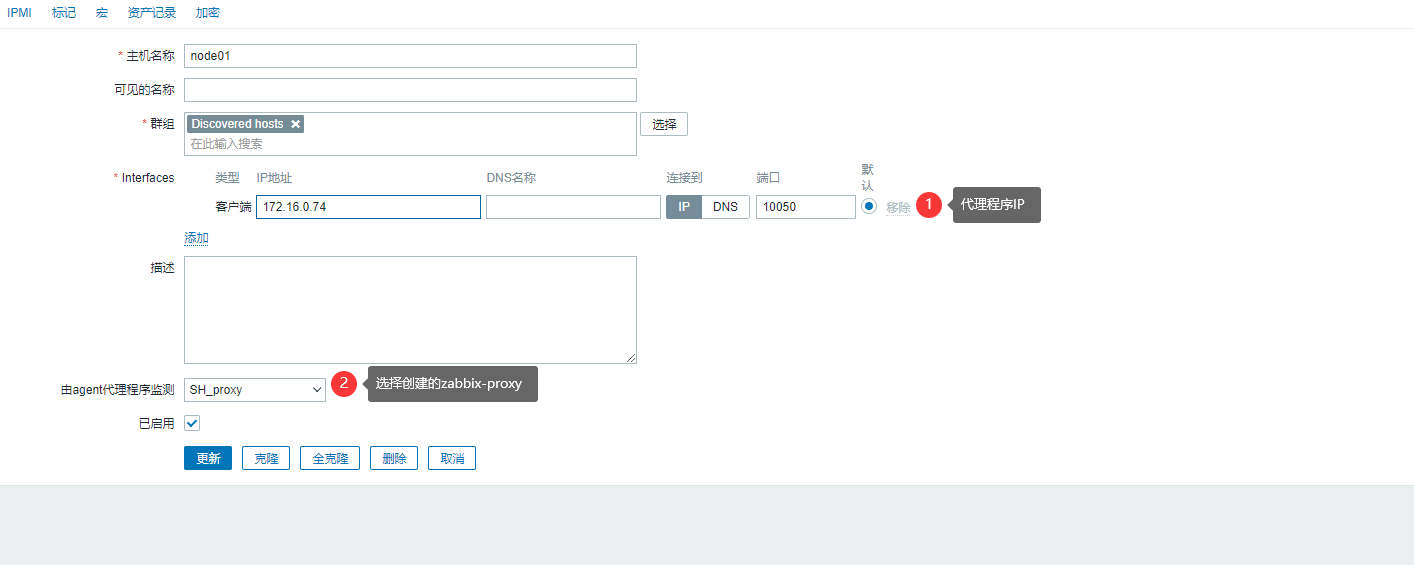 IPMI 标记 宏 资产记录 加密
* 主机名称 node01
可见的名称
* 群组 Discovered hosts ✖ 选择
在此输入搜索
* Interfaces 类型 IP地址 DNS名称 连接到 端口 默认
客户端 172.16.0.74 IP DNS 10050 移除 1 代理程序IP
添加
描述
由agent代理程序监测 SH_proxy 2 选择创建的zabbix-proxy
已启用
更新 克隆 全克隆 删除 取消